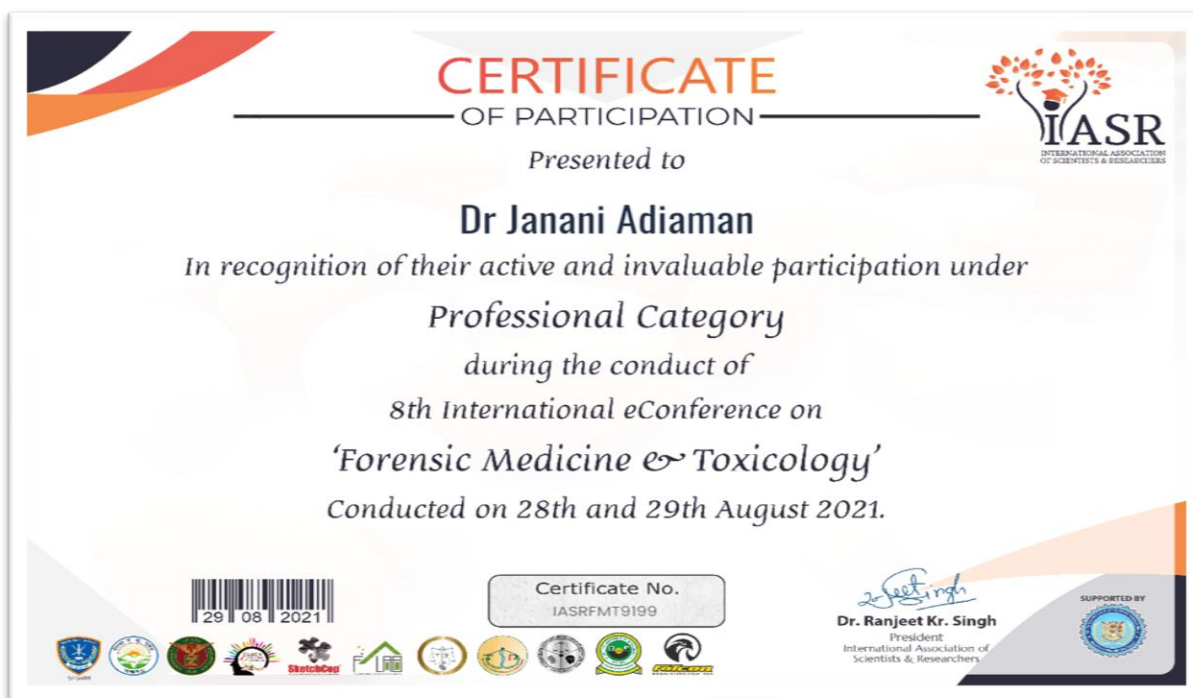 CERTIFICATE
OF PARTICIPATION
IASR
INTERNATIONAL ASSOCIATION
OF SCIENTISTS & RESEARCHERS
Presented to
Dr Janani Adiaman
In recognition of their active and invaluable participation under
Professional Category
during the conduct of
8th International eConference on
‘Forensic Medicine & Toxicology’
Conducted on 28th and 29th August 2021.
29 08 2021
Certificate No.
IASRFMT9199
Dr. Ranjeet Kr. Singh
President
International Association of
Scientists & Researchers
SUPPORTED BY
SketchCop
falcon